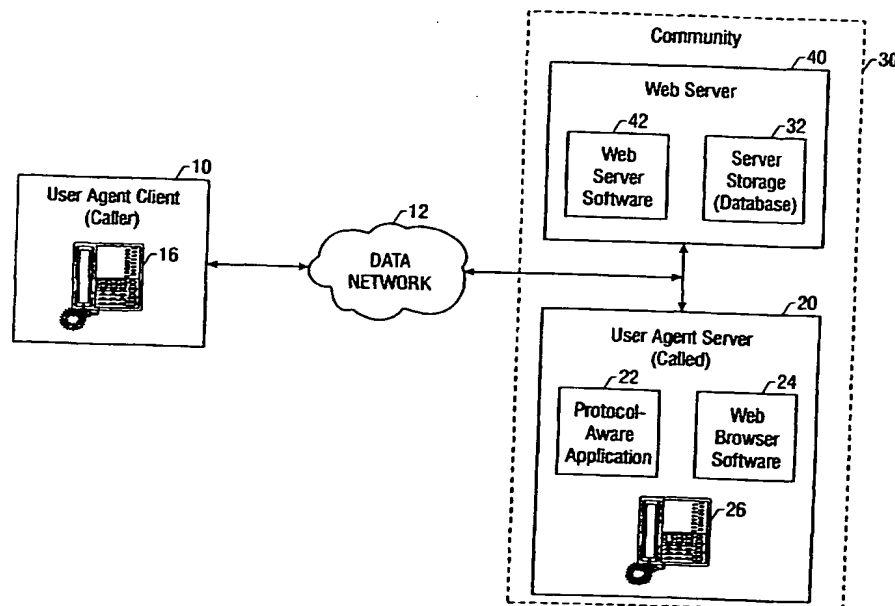 Community
30
40
Web Server
42
Web
Server
Software
32
Server
Storage
(Database)
10
User Agent Client
(Caller)
16
12
DATA
NETWORK
20
User Agent Server
(Called)
22
Protocol-
Aware
Application
24
Web
Browser
Software
26